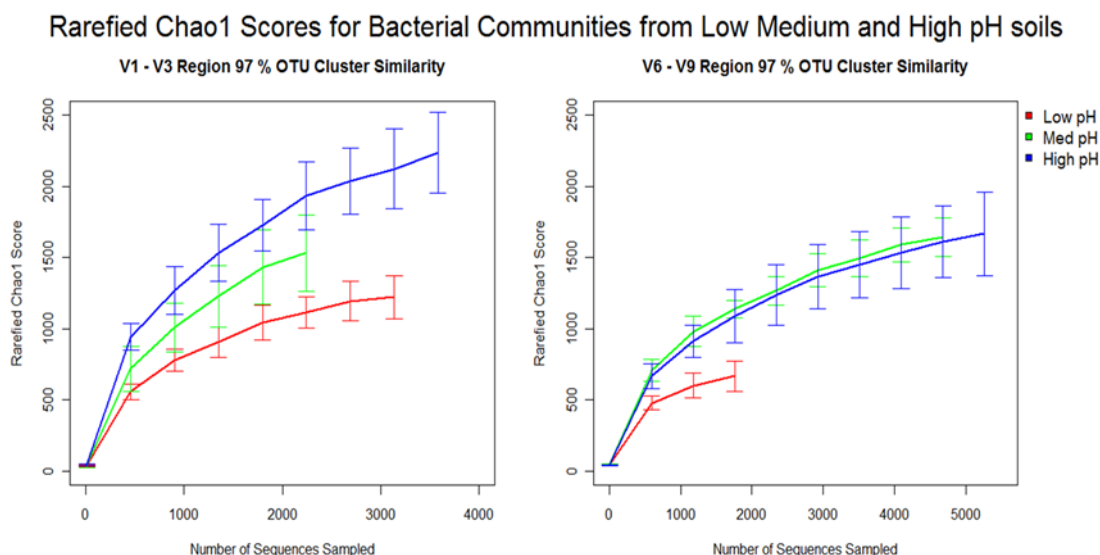 Rarefied Chao1 Scores for Bacterial Communities from Low Medium and High pH soils
V1 - V3 Region 97 % OTU Cluster Similarity
Rarefied Chao1 Score
2500
2000
1500
1000
500
0
0 1000 2000 3000 4000
Number of Sequences Sampled
V6 - V9 Region 97 % OTU Cluster Similarity
Rarefied Chao1 Score
2500
2000
1500
1000
500
0
0 1000 2000 3000 4000 5000
Number of Sequences Sampled
Low pH
Med pH
High pH